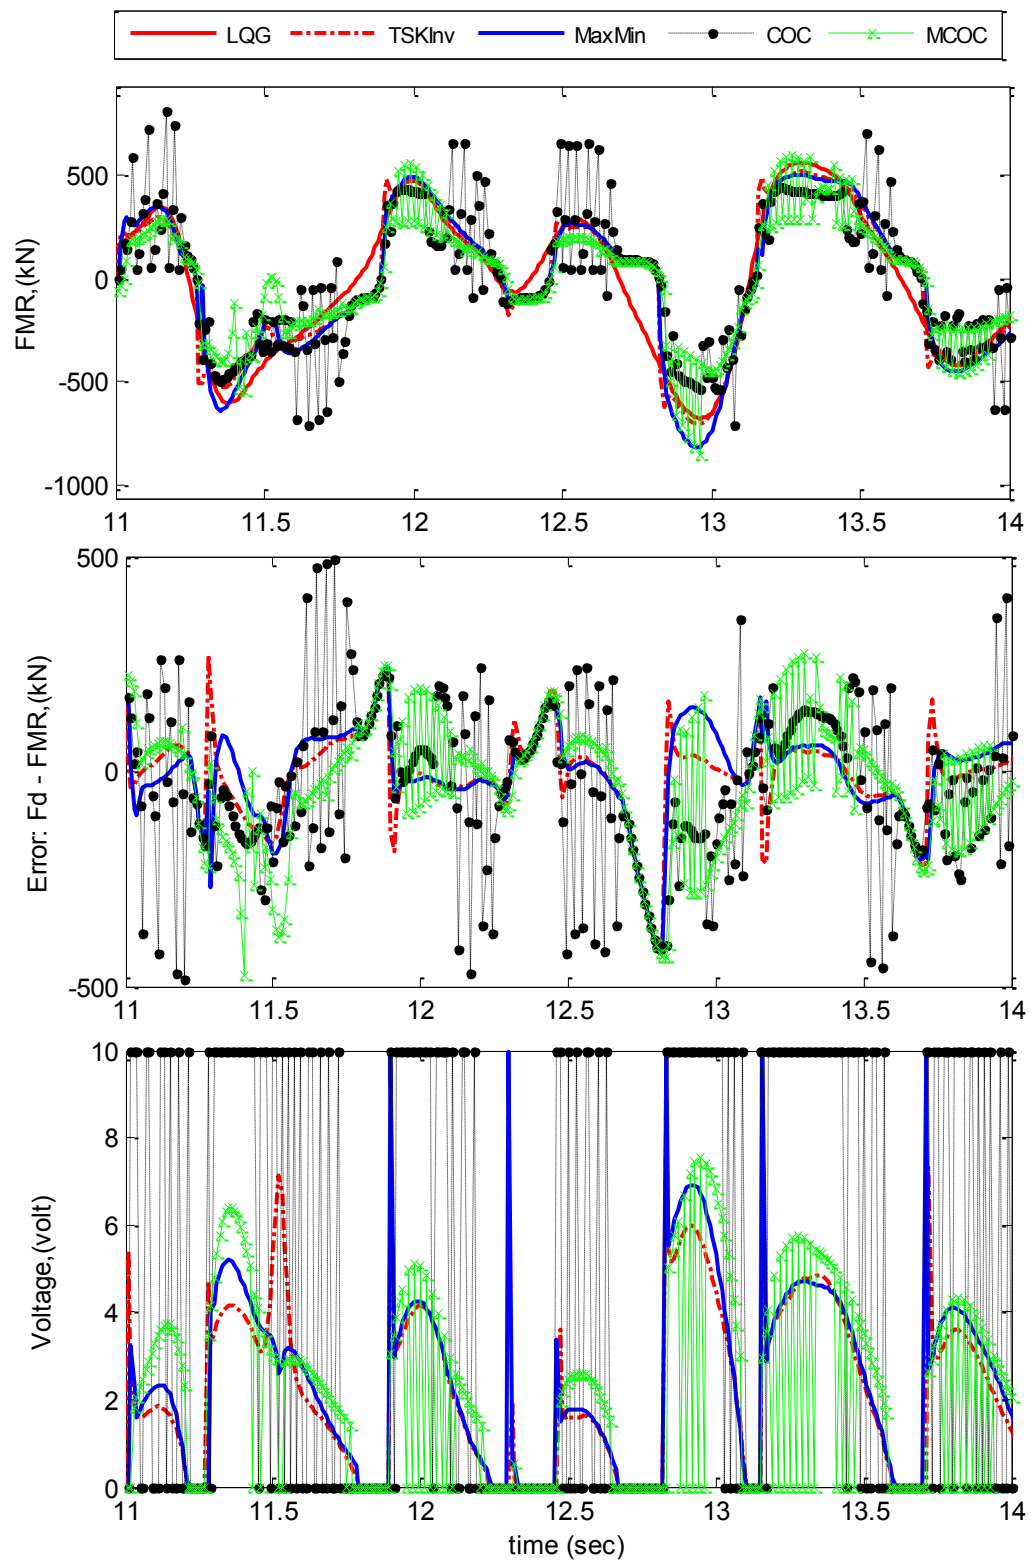 LQG TSKInv MaxMin COC MCOC
500
0
-500
-1000
FMR,(kN)
11 11.5 12 12.5 13 13.5 14
500
0
-500
Error: Fd - FMR,(kN)
11 11.5 12 12.5 13 13.5 14
10
8
6
4
2
0
Voltage,(volt)
11 11.5 12 12.5 13 13.5 14
time (sec)